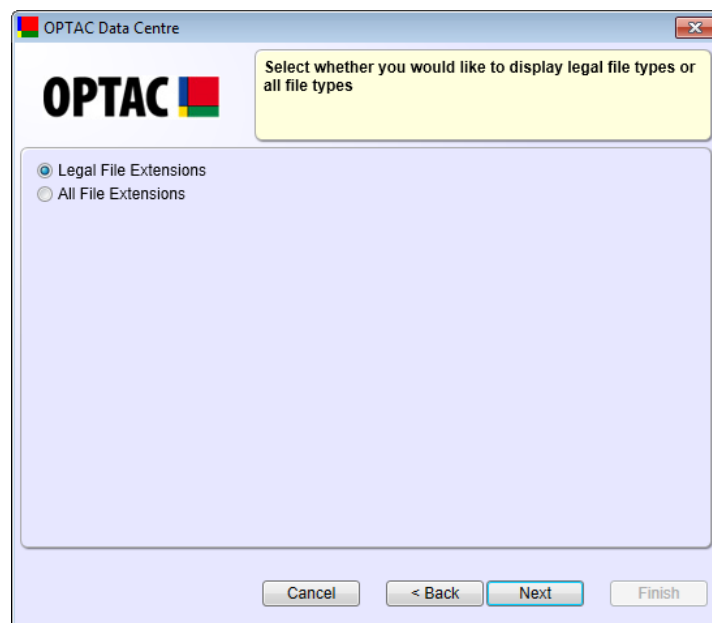 OPTAC Data Centre
OPTAC
Select whether you would like to display legal file types or
all file types
Legal File Extensions
All File Extensions
Cancel
< Back
Next
Finish